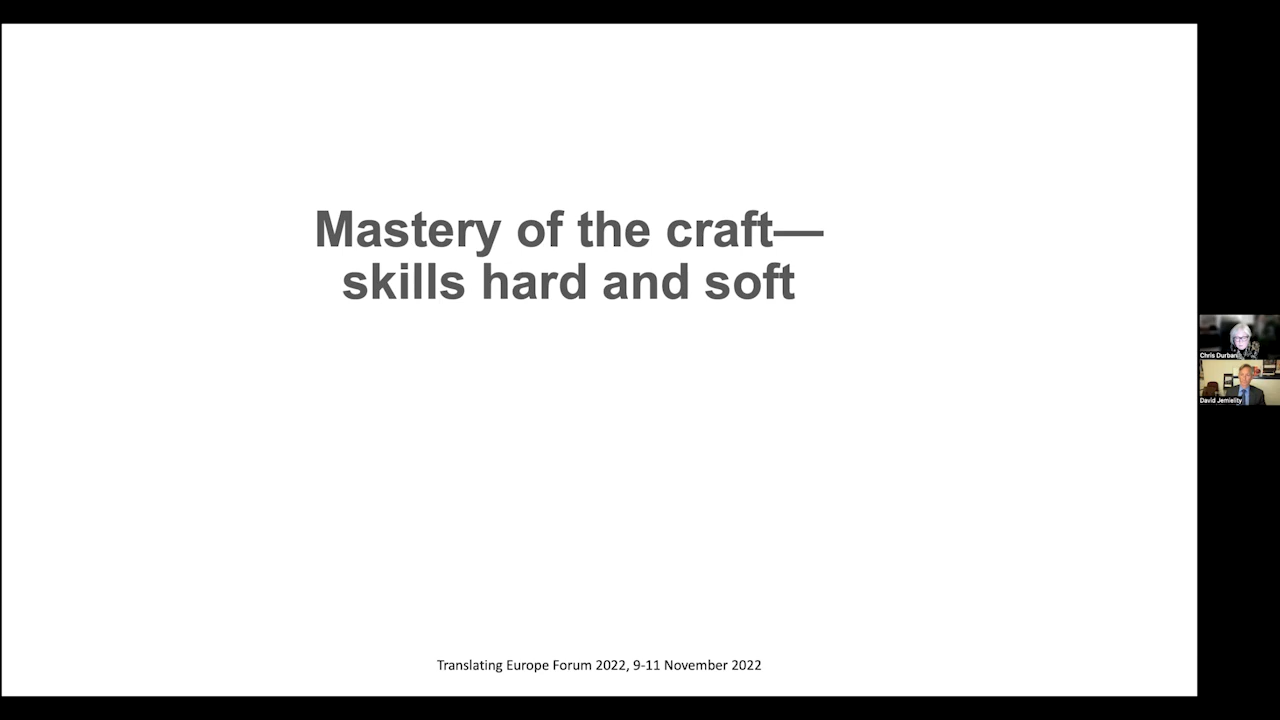 Mastery of the craft—
skills hard and soft
Translating Europe Forum 2022, 9-11 November 2022
Chris Durban
David Jemielity